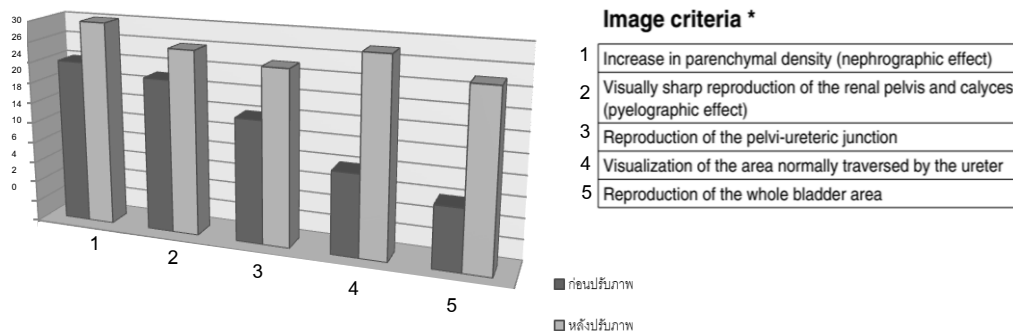 30
26
24
22
20
18
14
10
6
4
2
0
1
2
3
4
5
ก่อนปรับภาพ
หลังปรับภาพ
Image criteria *
1 Increase in parenchymal density (nephrographic effect)
2 Visually sharp reproduction of the renal pelvis and calyces
(pyelographic effect)
3 Reproduction of the pelvi-ureteric junction
4 Visualization of the area normally traversed by the ureter
5 Reproduction of the whole bladder area